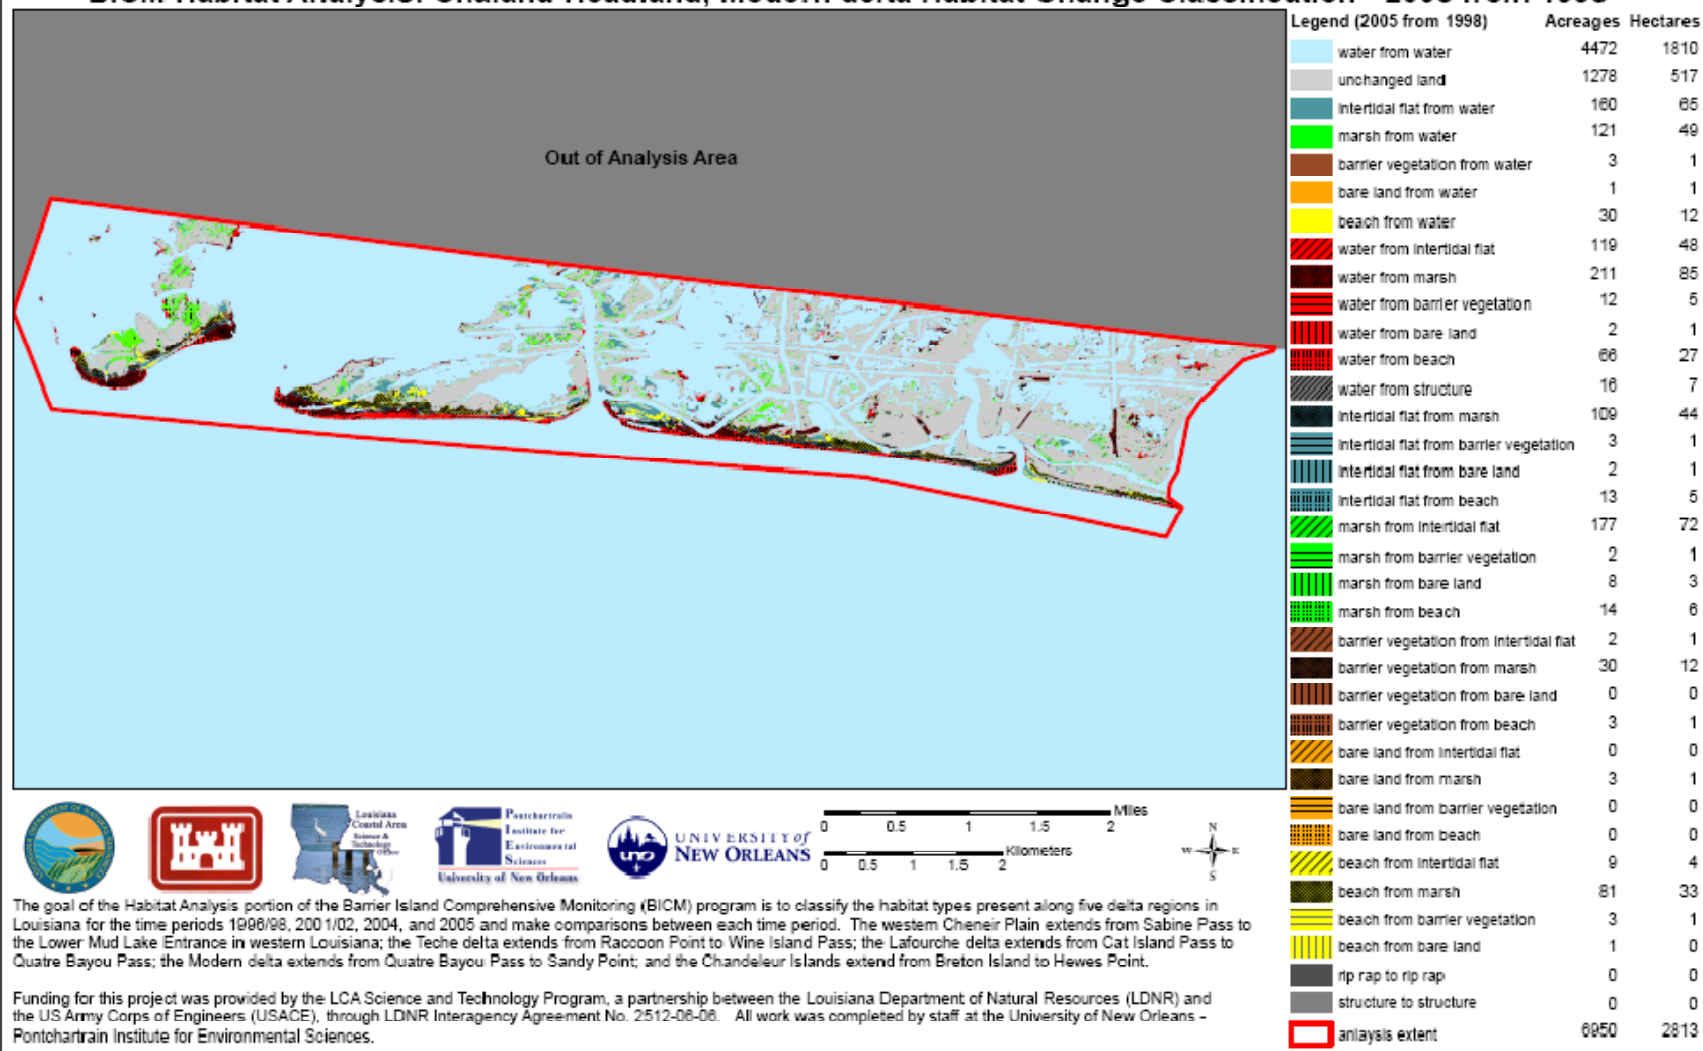 BICM Habitat Analysis: Chaland Headland, Modern delta Habitat Change Classification - 2005 from 1998
Out of Analysis Area
Legend (2005 from 1998) Acreages Hectares
water from water 4472 1810
unchanged land 1278 517
intertidal flat from water 160 65
marsh from water 121 49
barrier vegetation from water 3 1
bare land from water 1 1
beach from water 30 12
water from intertidal flat 119 48
water from marsh 211 85
water from barrier vegetation 12 5
water from bare land 2 1
water from beach 66 27
water from structure 16 7
intertidal flat from marsh 109 44
intertidal flat from barrier vegetation 3 1
intertidal flat from bare land 2 1
intertidal flat from beach 13 5
marsh from intertidal flat 177 72
marsh from barrier vegetation 2 1
marsh from bare land 8 3
marsh from beach 14 6
barrier vegetation from intertidal flat 2 1
barrier vegetation from marsh 30 12
barrier vegetation from bare land 0 0
barrier vegetation from beach 3 1
bare land from intertidal flat 0 0
bare land from marsh 3 1
bare land from barrier vegetation 0 0
bare land from beach 0 0
beach from intertidal flat 9 4
beach from marsh 81 33
beach from barrier vegetation 3 1
beach from bare land 1 0
rip rap to rip rap 0 0
structure to structure 0 0
anlaysis extent 6950 2813
Louisiana
Coastal Area
Science &
Technology
Office
Pontchartrain
Institute for
Environmental
Sciences
University of New Orleans
uno
UNIVERSITY of
NEW ORLEANS
Miles
0 0.5 1 1.5 2
Kilometers
0 0.5 1 1.5 2
N
W E
S
The goal of the Habitat Analysis portion of the Barrier Island Comprehensive Monitoring (BICM) program is to classify the habitat types present along five delta regions in
Louisiana for the time periods 1996/98, 2001/02, 2004, and 2005 and make comparisons between each time period. The western Cheneir Plain extends from Sabine Pass to
the Lower Mud Lake Entrance in western Louisiana; the Teche delta extends from Raccoon Point to Wine Island Pass; the Lafourche delta extends from Cat Island Pass to
Quatre Bayou Pass; the Modern delta extends from Quatre Bayou Pass to Sandy Point; and the Chandeleur Islands extend from Breton Island to Hewes Point.
Funding for this project was provided by the LCA Science and Technology Program, a partnership between the Louisiana Department of Natural Resources (LDNR) and
the US Army Corps of Engineers (USACE), through LDNR Interagency Agreement No. 2512-06-06. All work was completed by staff at the University of New Orleans -
Pontchartrain Institute for Environmental Sciences.